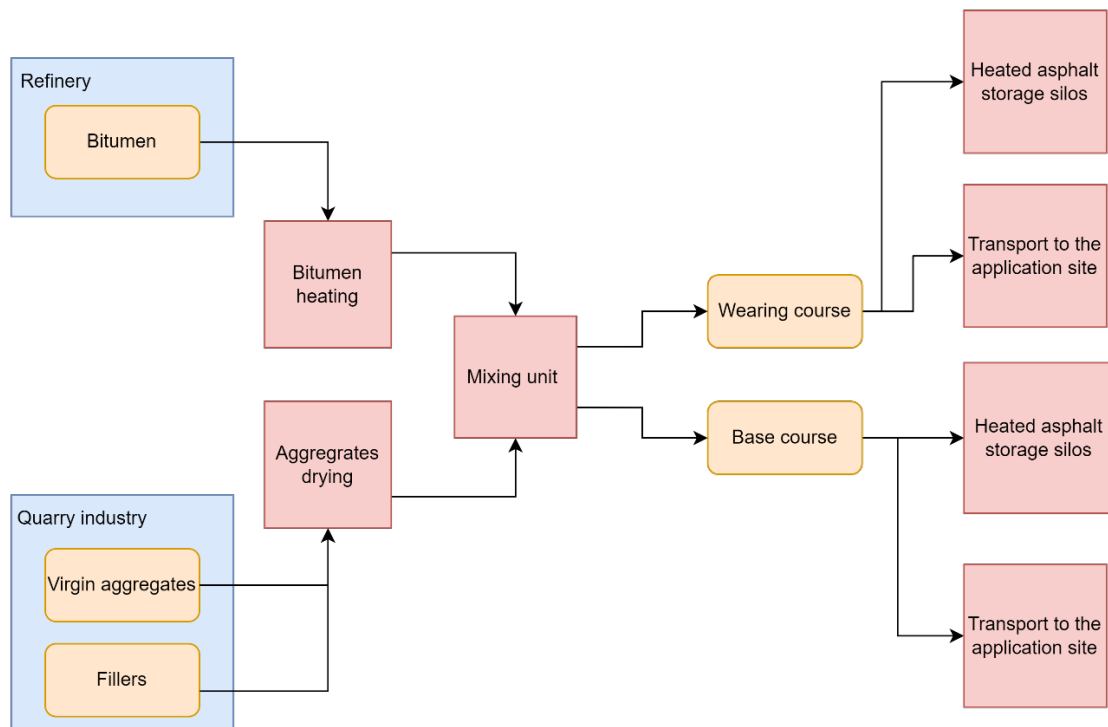 Refinery
Bitumen
Bitumen
heating
Quarry industry
Virgin aggregates
Fillers
Aggregrates
drying
Mixing unit
Wearing course
Base course
Heated asphalt
storage silos
Transport to the
application site
Heated asphalt
storage silos
Transport to the
application site